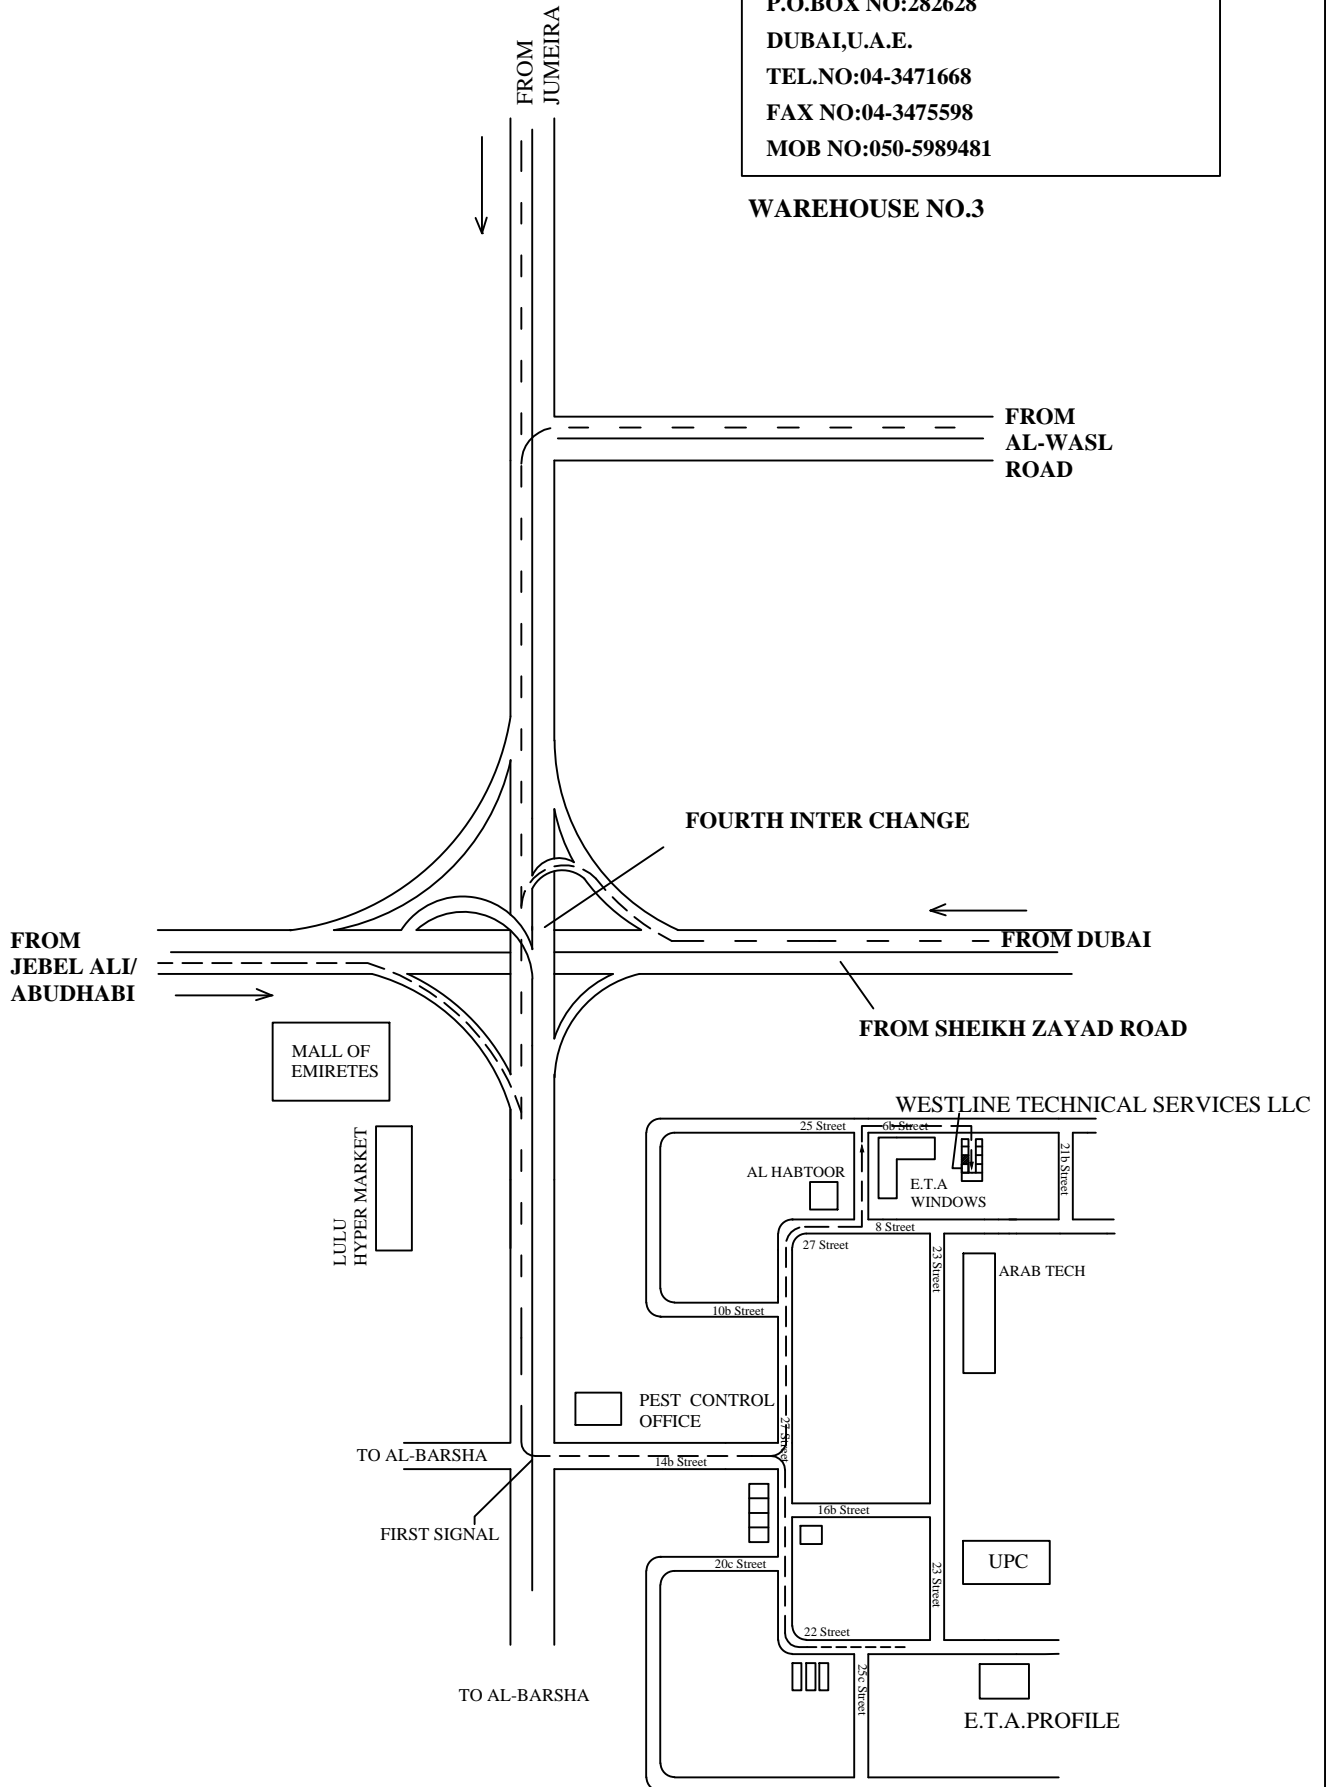 P.O.BOX NO:282628
DUBAI,U.A.E.
TEL.NO:04-3471668
FAX NO:04-3475598
MOB NO:050-5989481
WAREHOUSE NO.3
FROM
JUMEIRA
FROM
AL-WASL
ROAD
FOURTH INTER CHANGE
FROM
JEBEL ALI/
ABUDHABI
FROM DUBAI
FROM SHEIKH ZAYAD ROAD
MALL OF
EMIRETES
WESTLINE TECHNICAL SERVICES LLC
25 Street
6b Street
21b Street
AL HABTOOR
E.T.A
WINDOWS
LULU
HYPER MARKET
8 Street
27 Street
23 Street
ARAB TECH
10b Street
PEST CONTROL
OFFICE
27 Street
TO AL-BARSHA
14b Street
16b Street
FIRST SIGNAL
20c Street
23 Street
UPC
22 Street
25c Street
TO AL-BARSHA
E.T.A.PROFILE